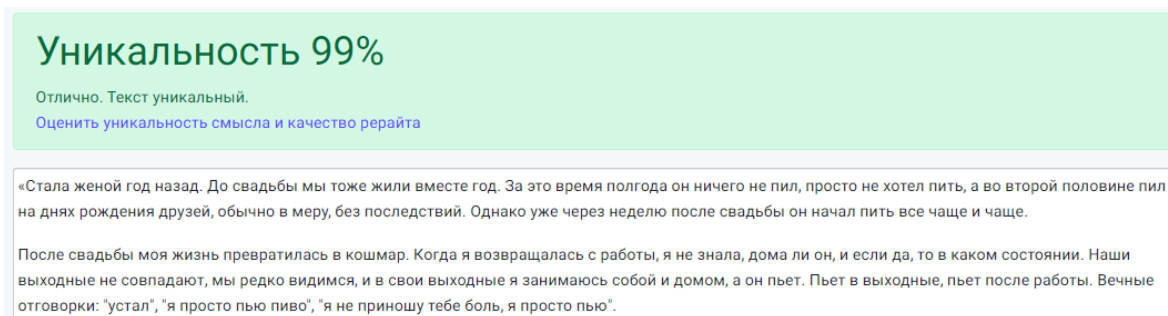 Уникальность 99%
Отлично. Текст уникальный.
Оценить уникальность смысла и качество рерайта
«Стала женой год назад. До свадьбы мы тоже жили вместе год. За это время полгода он ничего не пил, просто не хотел пить, а во второй половине пил
на днях рождения друзей, обычно в меру, без последствий. Однако уже через неделю после свадьбы он начал пить все чаще и чаще.
После свадьбы моя жизнь превратилась в кошмар. Когда я возвращалась с работы, я не знала, дома ли он, и если да, то в каком состоянии. Наши
выходные не совпадают, мы редко видимся, и в свои выходные я занимаюсь собой и домом, а он пьет. Пьет в выходные, пьет после работы. Вечные
отговорки: "устал", "я просто пью пиво", "я не приношу тебе боль, я просто пью".